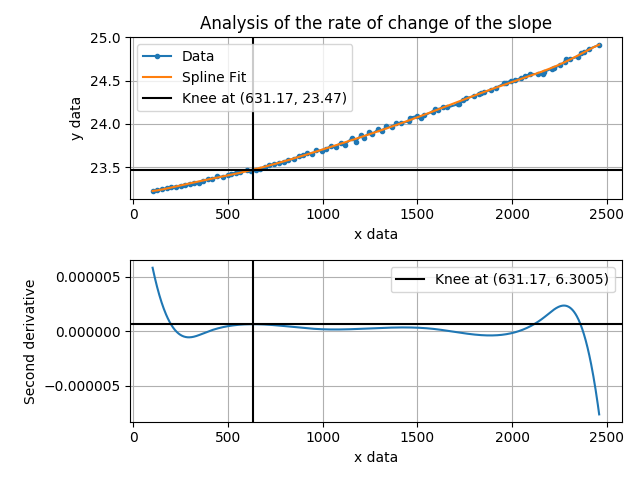 Analysis of the rate of change of the slope
25.0
24.5
24.0
23.5
y data
Data
Spline Fit
Knee at (631.17, 23.47)
0 500 1000 1500 2000 2500
x data
0.000005
0.000000
−0.000005
Second derivative
Knee at (631.17, 6.3005)
0 500 1000 1500 2000 2500
x data